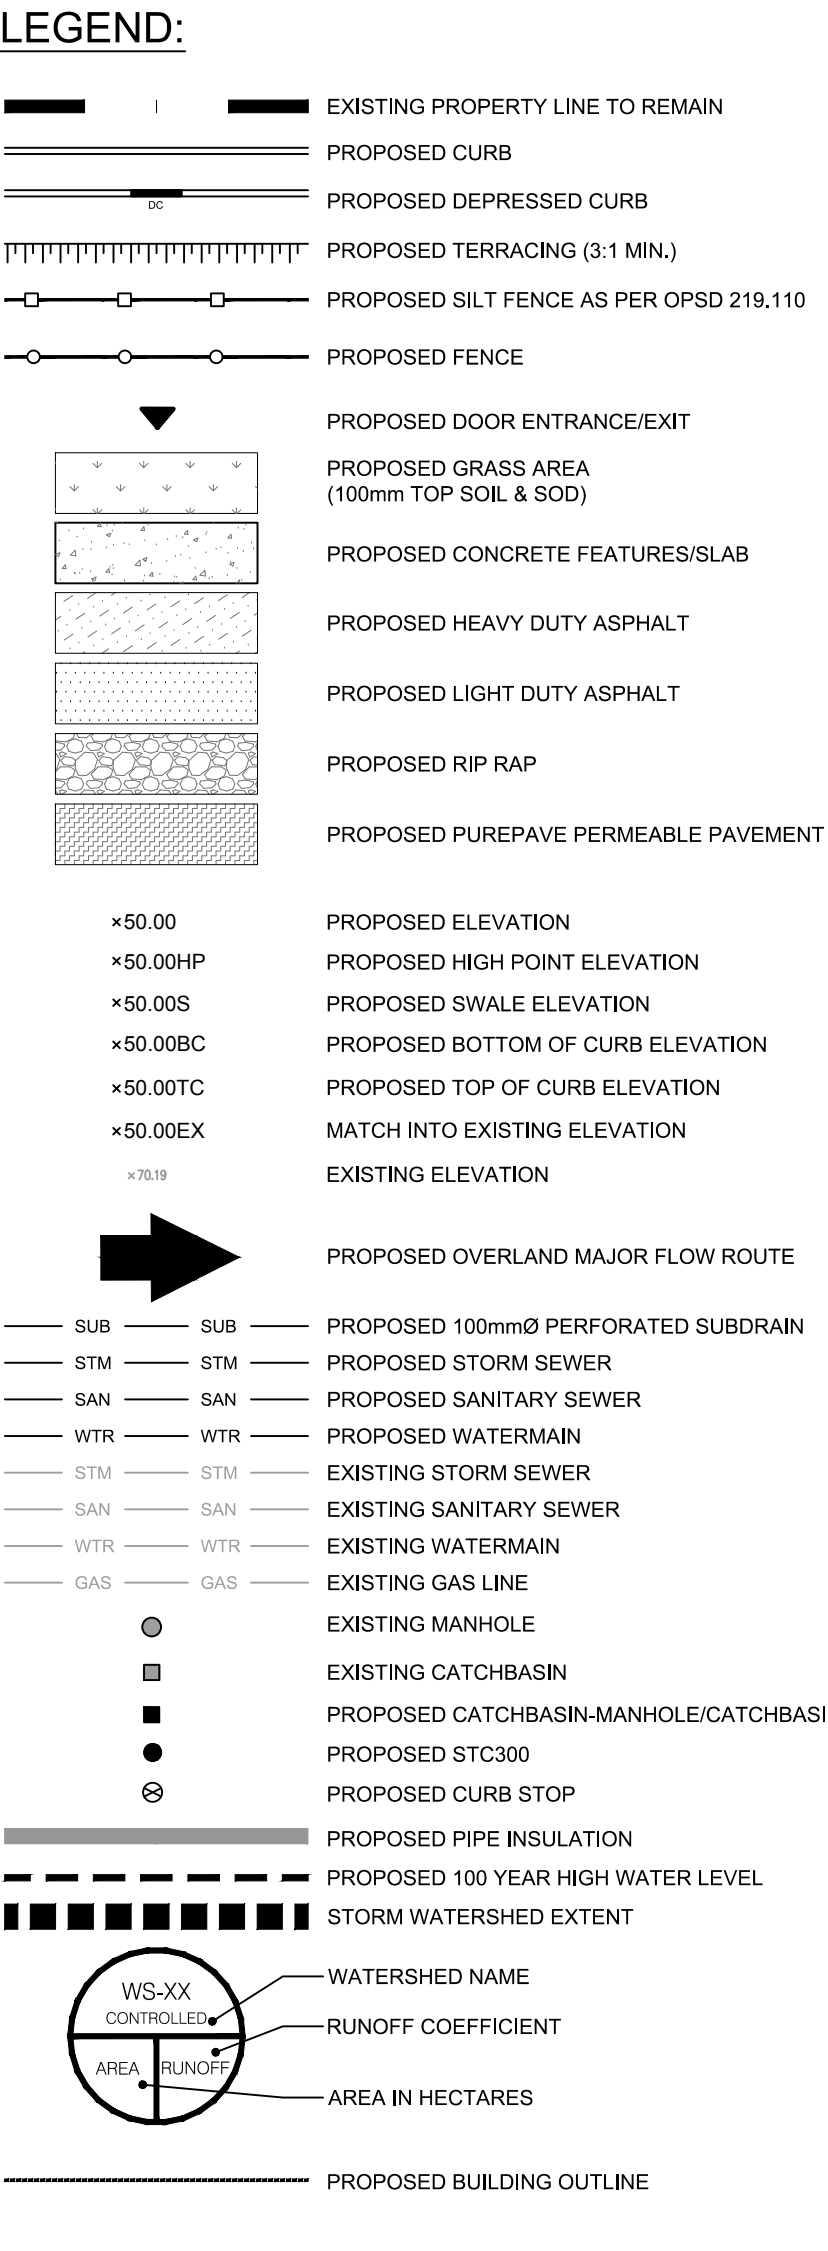 LEGEND:
EXISTING PROPERTY LINE TO REMAIN
PROPOSED CURB
DC PROPOSED DEPRESSED CURB
PROPOSED TERRACING (3:1 MIN.)
PROPOSED SILT FENCE AS PER OPSD 219.110
PROPOSED FENCE
PROPOSED DOOR ENTRANCE/EXIT
PROPOSED GRASS AREA
(100mm TOP SOIL & SOD)
PROPOSED CONCRETE FEATURES/SLAB
PROPOSED HEAVY DUTY ASPHALT
PROPOSED LIGHT DUTY ASPHALT
PROPOSED RIP RAP
PROPOSED PUREPAVE PERMEABLE PAVEMENT
×50.00 PROPOSED ELEVATION
×50.00HP PROPOSED HIGH POINT ELEVATION
×50.00S PROPOSED SWALE ELEVATION
×50.00BC PROPOSED BOTTOM OF CURB ELEVATION
×50.00TC PROPOSED TOP OF CURB ELEVATION
×50.00EX MATCH INTO EXISTING ELEVATION
×70.19 EXISTING ELEVATION
PROPOSED OVERLAND MAJOR FLOW ROUTE
SUB SUB PROPOSED 100mmØ PERFORATED SUBDRAIN
STM STM PROPOSED STORM SEWER
SAN SAN PROPOSED SANITARY SEWER
WTR WTR PROPOSED WATERMAIN
STM STM EXISTING STORM SEWER
SAN SAN EXISTING SANITARY SEWER
WTR WTR EXISTING WATERMAIN
GAS GAS EXISTING GAS LINE
EXISTING MANHOLE
EXISTING CATCHBASIN
PROPOSED CATCHBASIN-MANHOLE/CATCHBASI
PROPOSED STC300
PROPOSED CURB STOP
PROPOSED PIPE INSULATION
PROPOSED 100 YEAR HIGH WATER LEVEL
STORM WATERSHED EXTENT
WS-XX WATERSHED NAME
CONTROLLED RUNOFF COEFFICIENT
AREA RUNOFF AREA IN HECTARES
PROPOSED BUILDING OUTLINE